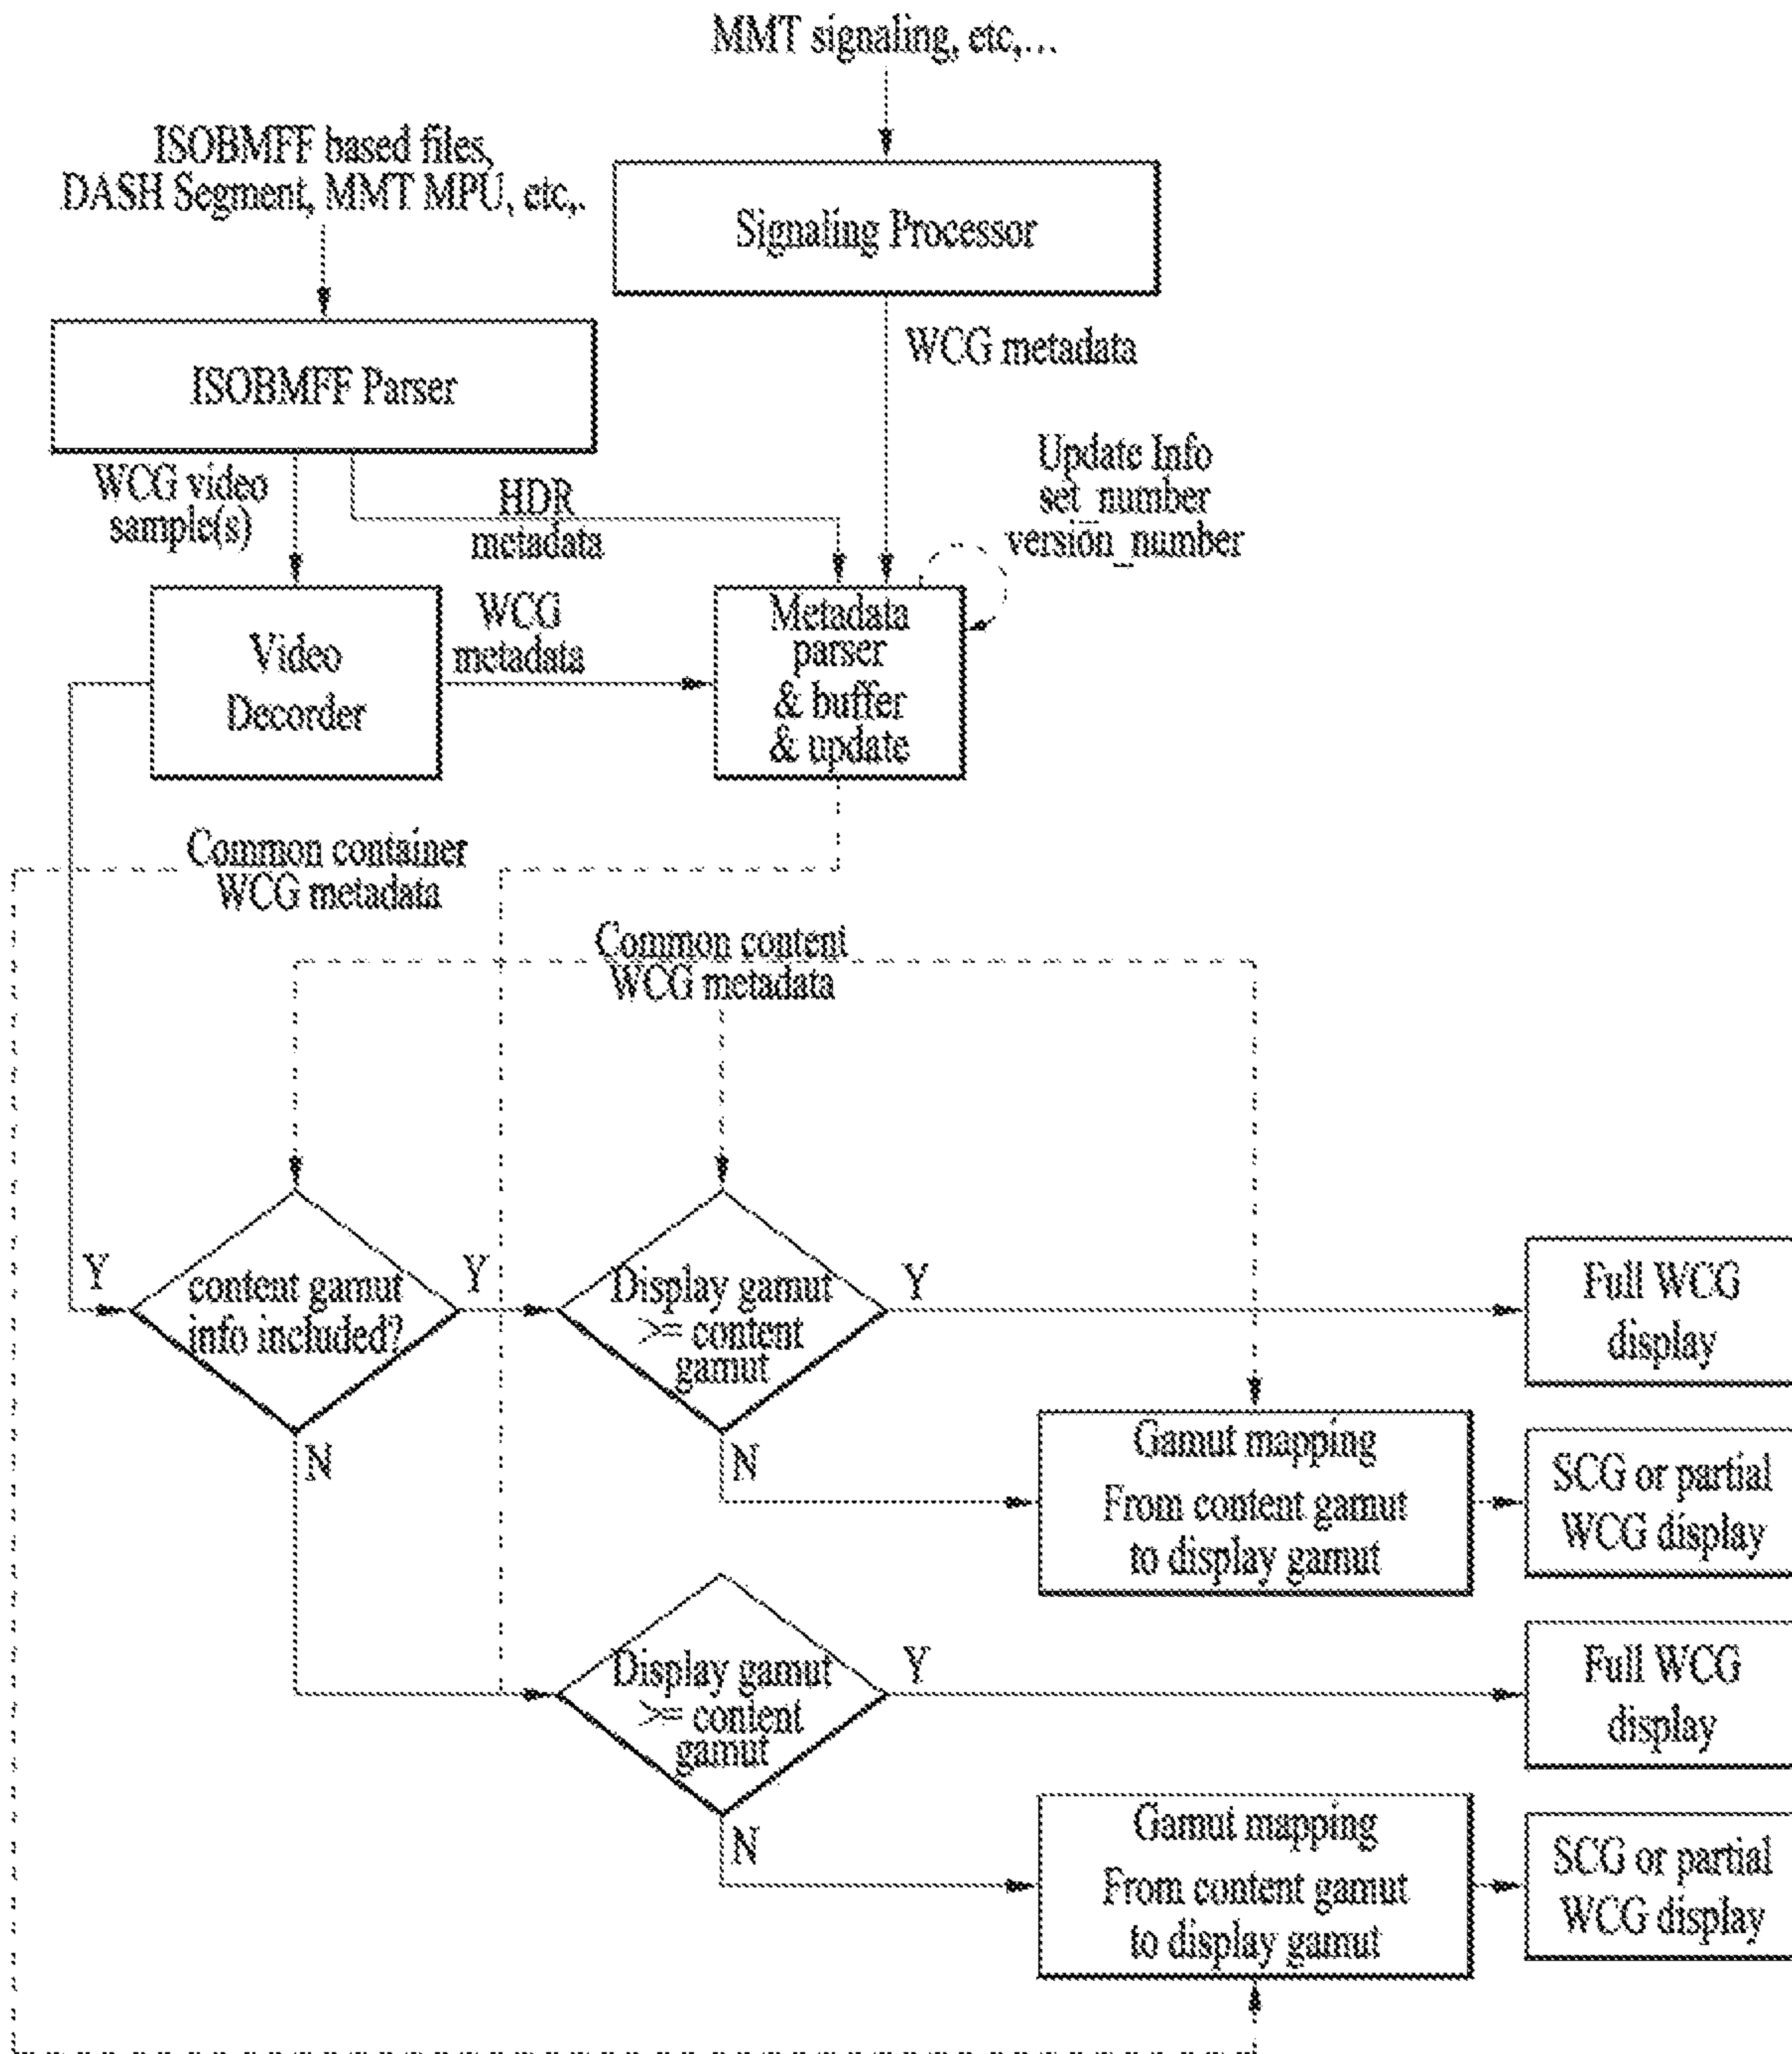 MMT signaling, etc,...
ISOBMFF based files,
DASH Segment, MMT MPU, etc,.
Signaling Processor
ISOBMFF Parser
WCG metadata
WCG video
sample(s)
HDR
metadata
Update Info
set_number
version_number
Video
Decorder
WCG
metadata
Metadata
parser
& buffer
& update
Common container
WCG metadata
Common content
WCG metadata
Y
content gamut
info included?
Y
Display gamut
>= content
gamut
Y
Full WCG
display
N
N
Gamut mapping
From content gamut
to display gamut
SCG or partial
WCG display
Display gamut
>= content
gamut
Y
Full WCG
display
N
Gamut mapping
From content gamut
to display gamut
SCG or partial
WCG display